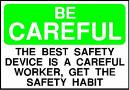 BE
CAREFUL
THE BEST SAFETY
DEVICE IS A CAREFUL
WORKER, GET THE
SAFETY HABIT